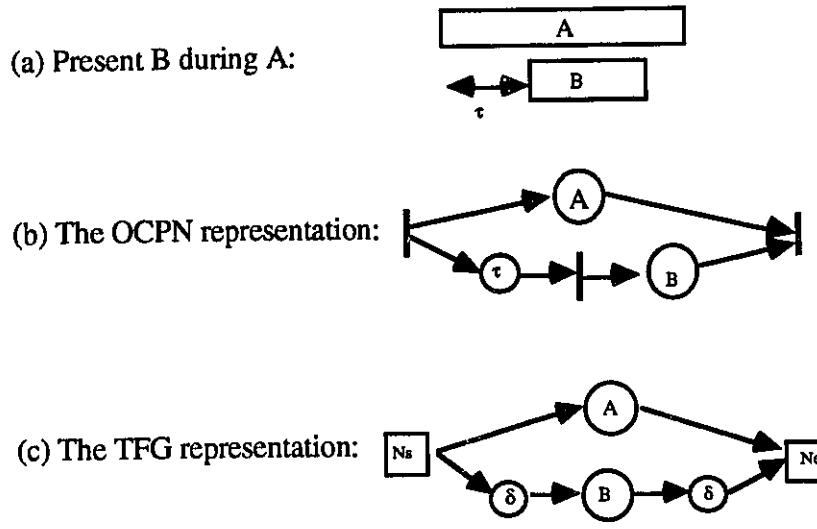 A
(a) Present B during A:
B
τ
A
(b) The OCPN representation:
τ
B
A
(c) The TFG representation:
Ns
δ
B
δ